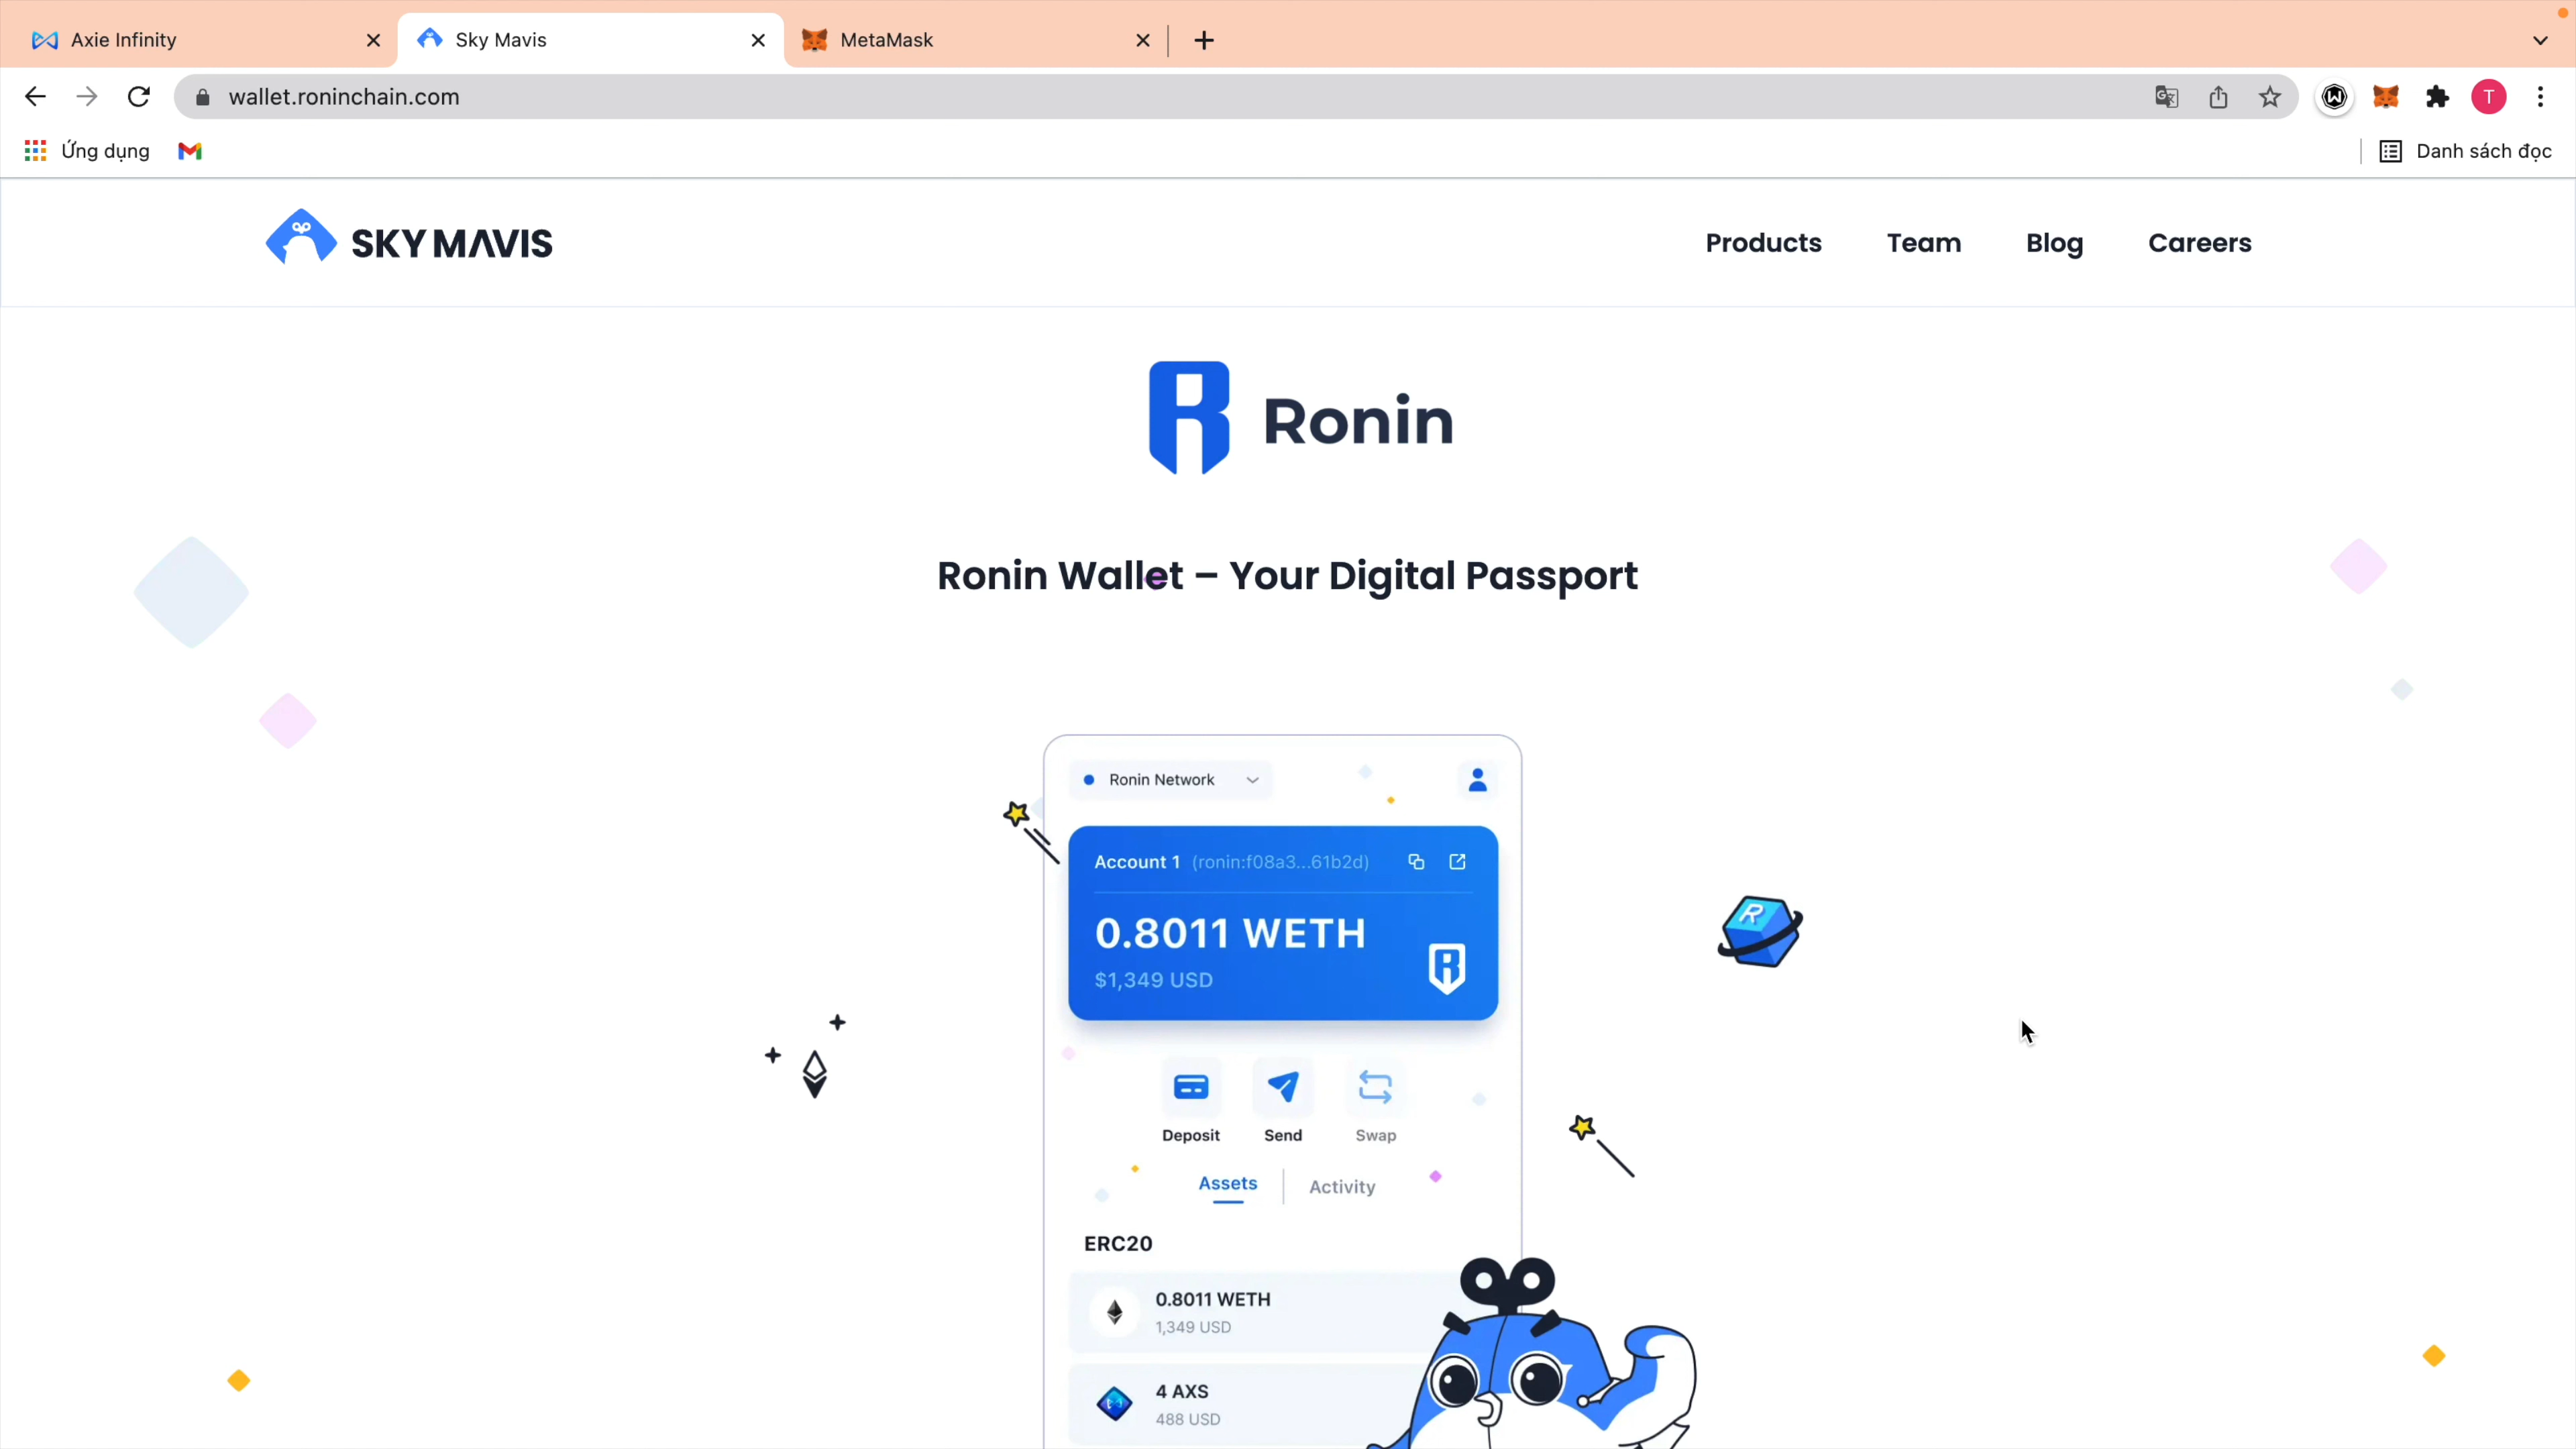 Axie Infinity
Sky Mavis
MetaMask
wallet.roninchain.com
T
Ứng dụng
Danh sách đọc
SKY MAVIS
Products
Team
Blog
Careers
Ronin
Ronin Wallet – Your Digital Passport
Ronin Network
Account 1 (ronin:f08a3...61b2d)
0.8011 WETH
$1,349 USD
Deposit
Send
Swap
Assets
Activity
ERC20
0.8011 WETH
1,349 USD
4 AXS
488 USD